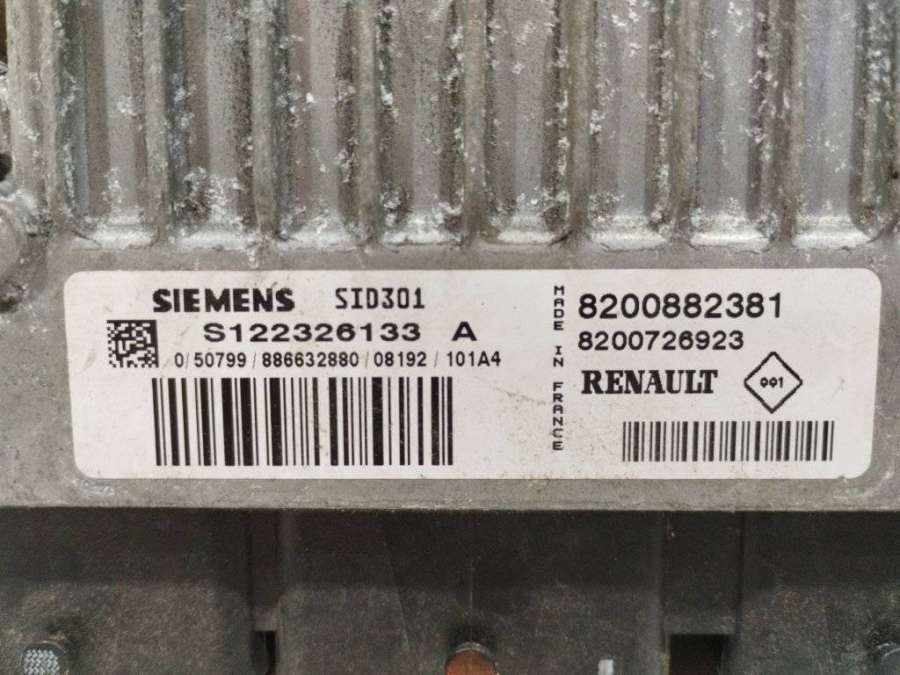 SIEMENS SID301
S122326133 A
0/50799/886632880/08192/101A4
MADE IN FRANCE
8200882381
8200726923
RENAULT 001